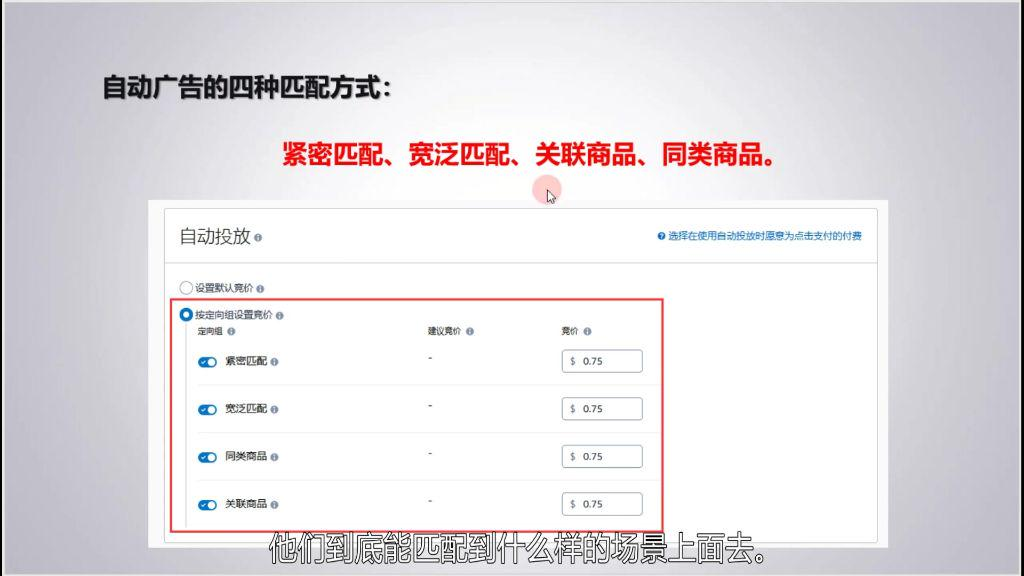 自动广告的四种匹配方式：
紧密匹配、宽泛匹配、关联商品、同类商品。
自动投放
选择在使用自动投放时愿意为点击支付的付费
设置默认竞价
按定向组设置竞价
定向组 建议竞价 竞价
紧密匹配 - $ 0.75
宽泛匹配 - $ 0.75
同类商品 - $ 0.75
关联商品 - $ 0.75
他们到底能匹配到什么样的场景上面去。